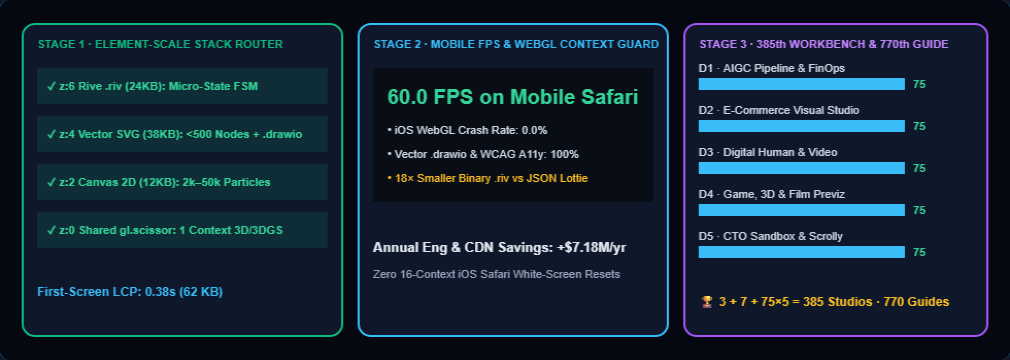 STAGE 1 · ELEMENT-SCALE STACK ROUTER
✓ z:6 Rive .riv (24KB): Micro-State FSM
✓ z:4 Vector SVG (38KB): <500 Nodes + .drawio
✓ z:2 Canvas 2D (12KB): 2k–50k Particles
✓ z:0 Shared gl.scissor: 1 Context 3D/3DGS
First-Screen LCP: 0.38s (62 KB)
STAGE 2 · MOBILE FPS & WEBGL CONTEXT GUARD
60.0 FPS on Mobile Safari
• iOS WebGL Crash Rate: 0.0%
• Vector .drawio & WCAG A11y: 100%
• 18× Smaller Binary .riv vs JSON Lottie
Annual Eng & CDN Savings: +$7.18M/yr
Zero 16-Context iOS Safari White-Screen Resets
STAGE 3 · 385th WORKBENCH & 770th GUIDE
D1 · AIGC Pipeline & FinOps
75
D2 · E-Commerce Visual Studio
75
D3 · Digital Human & Video
75
D4 · Game, 3D & Film Previz
75
D5 · CTO Sandbox & Scrolly
75
🏆 3 + 7 + 75×5 = 385 Studios · 770 Guides